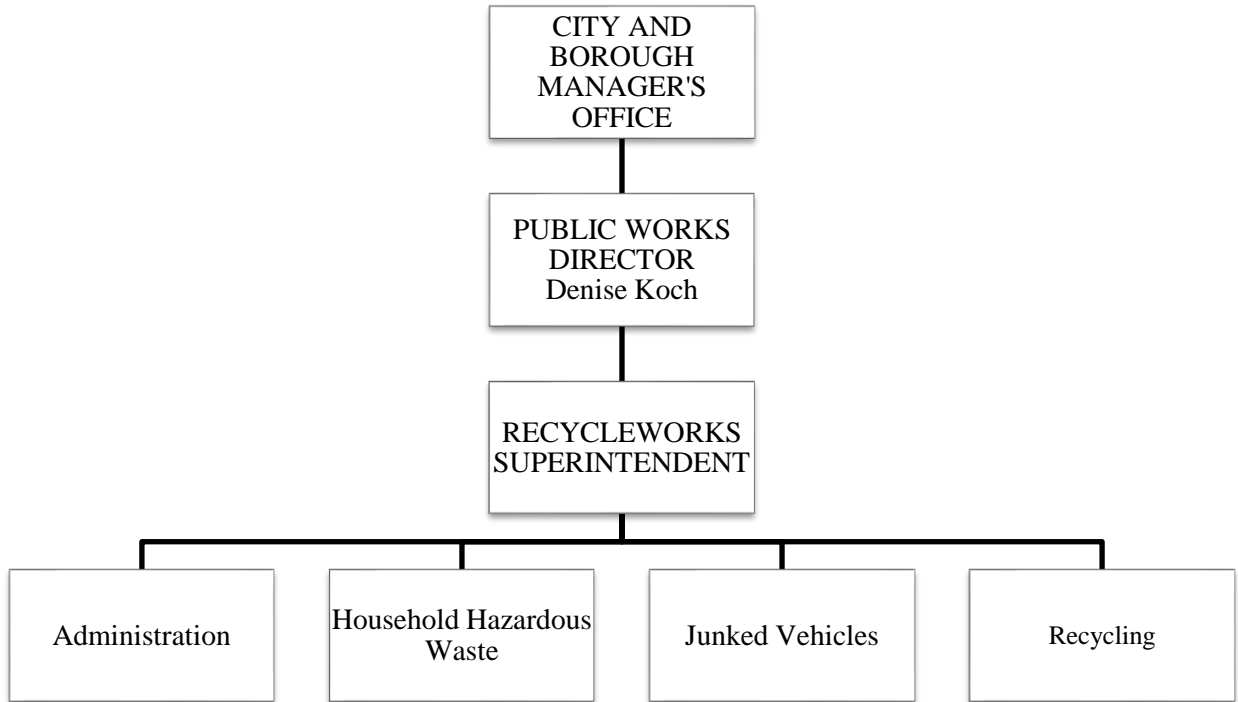 CITY AND
BOROUGH
MANAGER'S
OFFICE
PUBLIC WORKS
DIRECTOR
Denise Koch
RECYCLEWORKS
SUPERINTENDENT
Administration
Household Hazardous
Waste
Junked Vehicles
Recycling